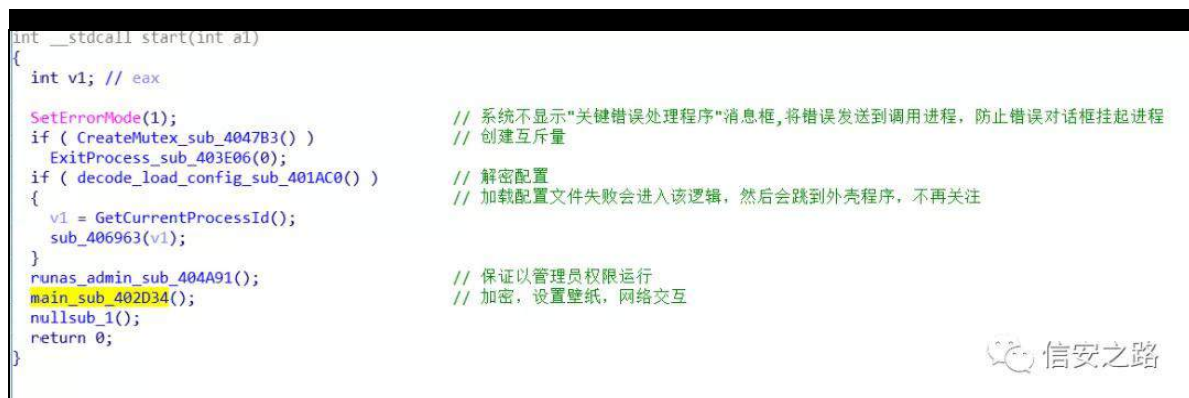 int __stdcall start(int a1)
{
int v1; // eax
SetErrorMode(1); // 系统不显示"关键错误处理程序"消息框,将错误发送到调用进程，防止错误对话框挂起进程
if ( CreateMutex_sub_4047B3() ) // 创建互斥量
ExitProcess_sub_403E06(0);
if ( decode_load_config_sub_401AC0() ) // 解密配置
{ // 加载配置文件失败会进入该逻辑，然后会跳到外壳程序，不再关注
v1 = GetCurrentProcessId();
sub_406963(v1);
}
runas_admin_sub_404A91(); // 保证以管理员权限运行
main_sub_402D34(); // 加密，设置壁纸，网络交互
nullsub_1();
return 0;
}
信安之路